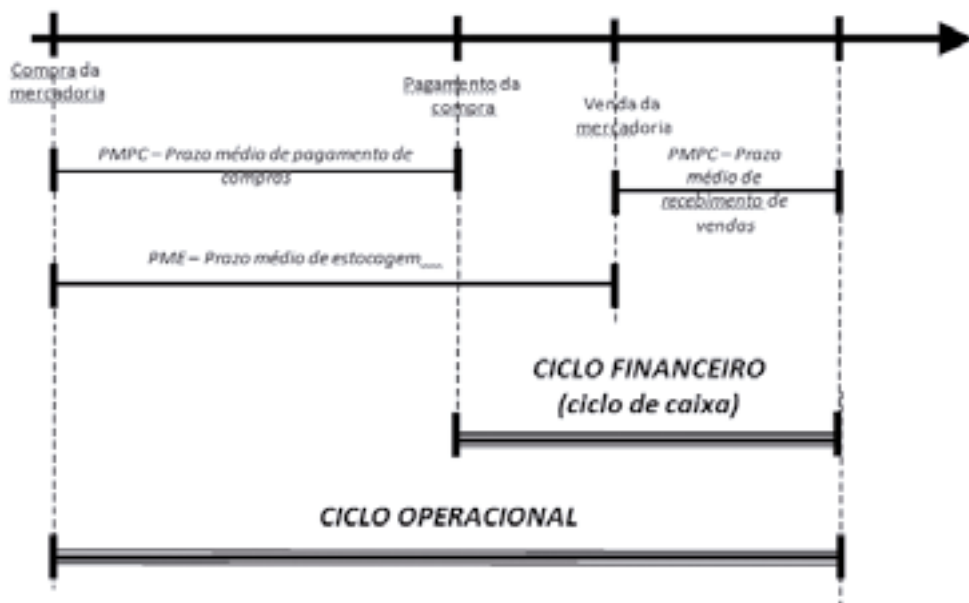 Compra da
mercadoria
Pagamento da
compra
Venda da
mercadoria
PMPC – Prazo médio de pagamento de
compras
PMPC – Prazo
médio de
recebimento de
vendas
PME – Prazo médio de estocagem__
CICLO FINANCEIRO
(ciclo de caixa)
CICLO OPERACIONAL